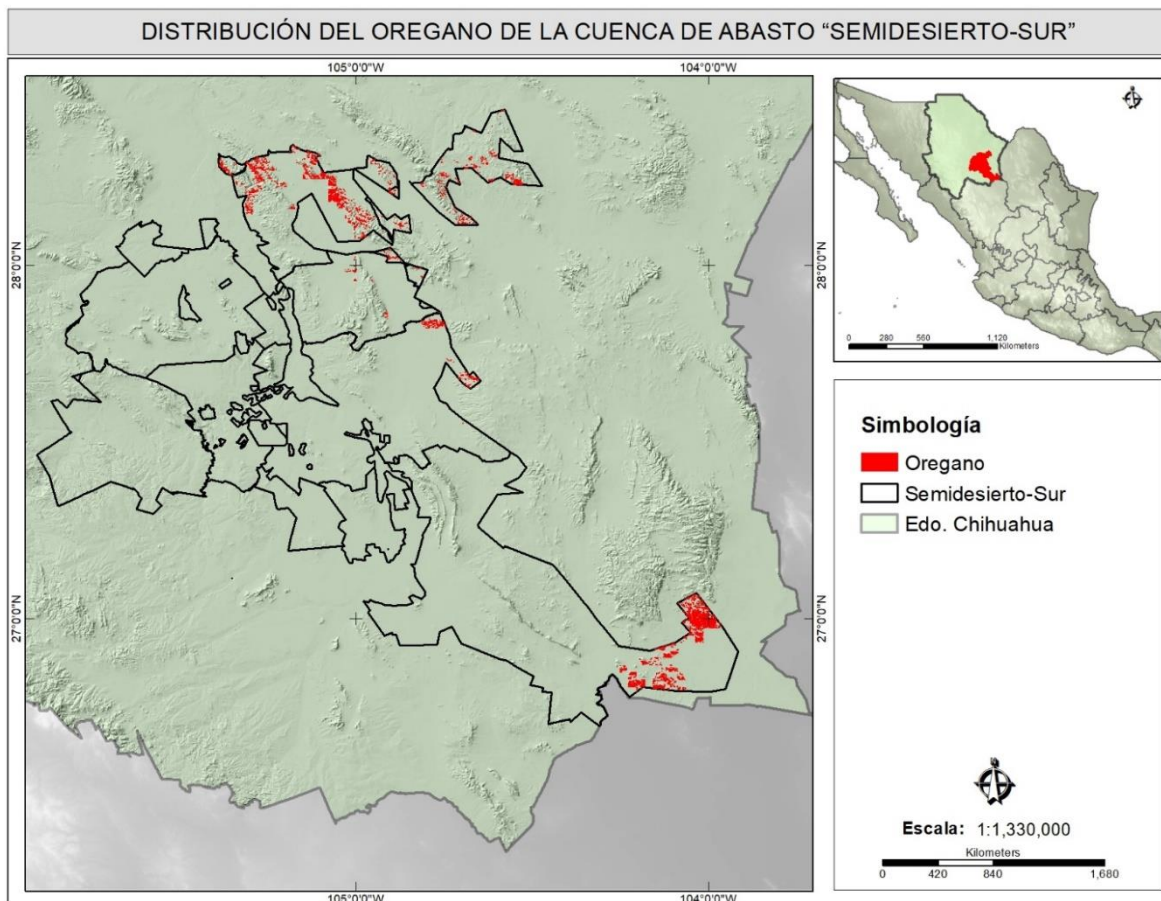 DISTRIBUCIÓN DEL OREGANO DE LA CUENCA DE ABASTO “SEMIDESIERTO-SUR”
105°0'0"W 104°0'0"W
28°0'0"N 28°0'0"N
27°0'0"N 27°0'0"N
105°0'0"W 104°0'0"W
0 280 560 1,120
Kilometers
Simbología
Oregano
Semidesierto-Sur
Edo. Chihuahua
Escala: 1:1,330,000
Kilometers
0 420 840 1,680